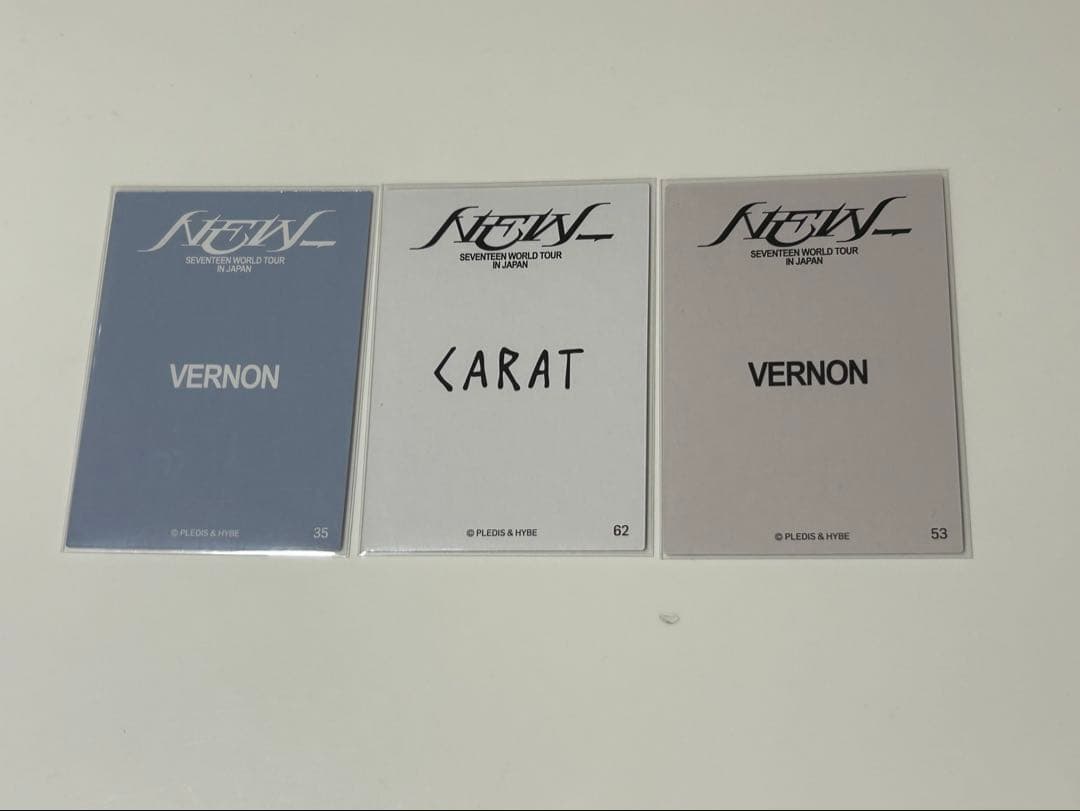 NEW_
SEVENTEEN WORLD TOUR
IN JAPAN
VERNON
© PLEDIS & HYBE
35
NEW_
SEVENTEEN WORLD TOUR
IN JAPAN
CARAT
© PLEDIS & HYBE
62
NEW_
SEVENTEEN WORLD TOUR
IN JAPAN
VERNON
© PLEDIS & HYBE
53